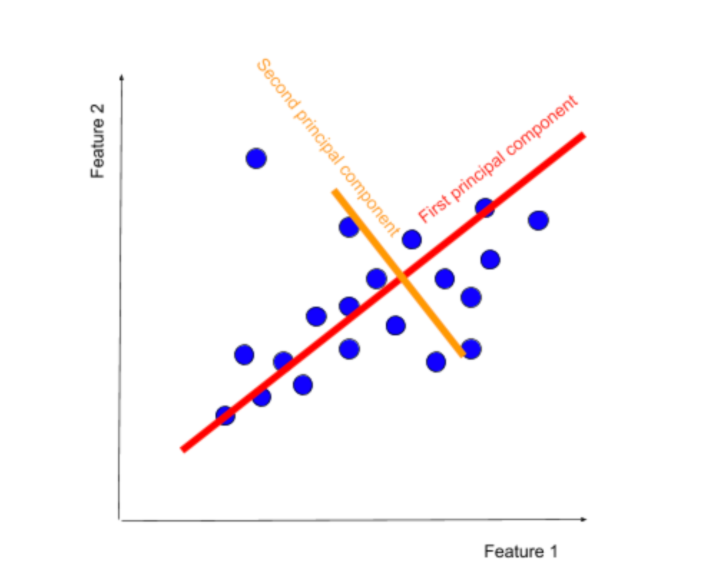 Second principal component
First principal component
Feature 2
Feature 1